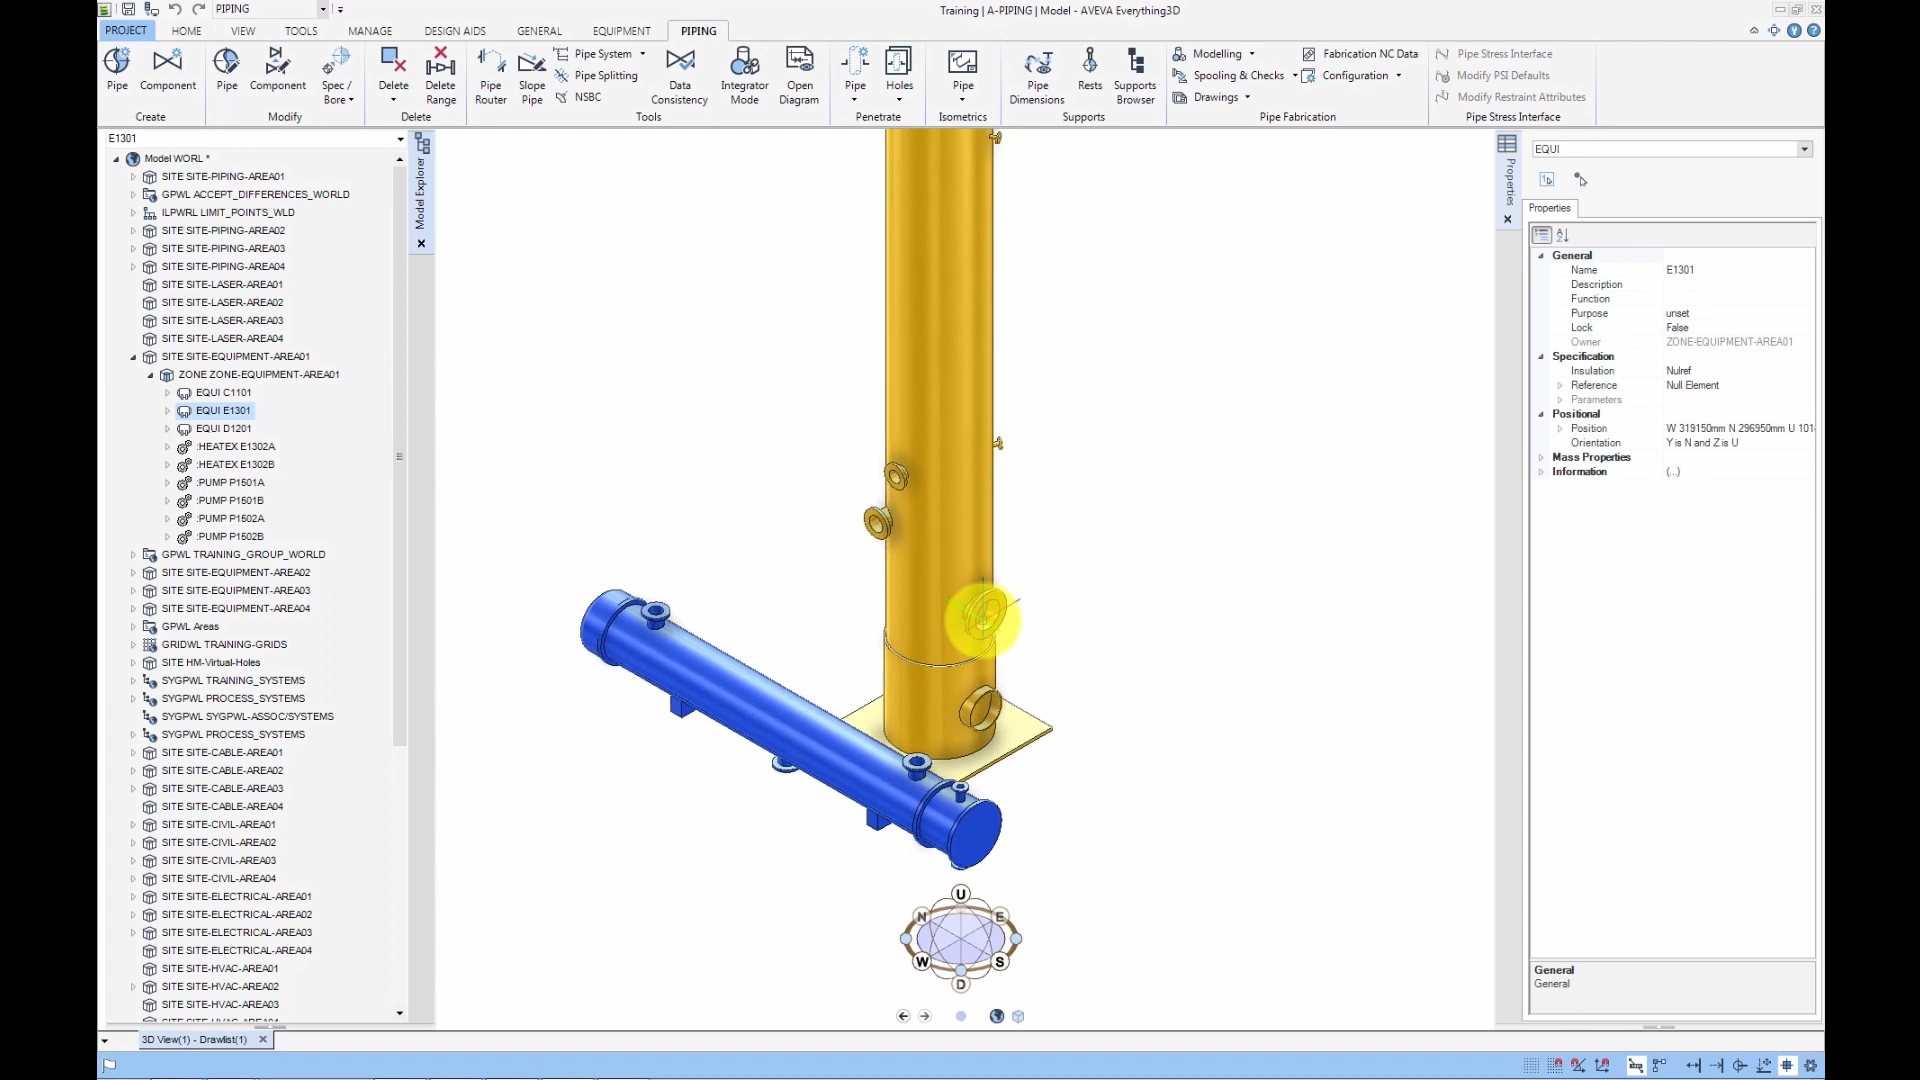 PIPING
Training | A-PIPING | Model - AVEVA Everything3D
PROJECT HOME VIEW TOOLS MANAGE DESIGN AIDS GENERAL EQUIPMENT PIPING
Pipe Component Pipe Component Spec / Bore Delete Delete Range Pipe Router Slope Pipe Pipe System Pipe Splitting NSBC Data Consistency Integrator Mode Open Diagram Pipe Holes Pipe Pipe Dimensions Rests Supports Browser Modelling Spooling & Checks Drawings Fabrication NC Data Configuration Pipe Stress Interface Modify PSI Defaults Modify Restraint Attributes
Create Modify Delete Tools Penetrate Isometrics Supports Pipe Fabrication Pipe Stress Interface
E1301
Model WORL *
SITE SITE-PIPING-AREA01
GPWL ACCEPT_DIFFERENCES_WORLD
ILPWRL LIMIT_POINTS_WLD
SITE SITE-PIPING-AREA02
SITE SITE-PIPING-AREA03
SITE SITE-PIPING-AREA04
SITE SITE-LASER-AREA01
SITE SITE-LASER-AREA02
SITE SITE-LASER-AREA03
SITE SITE-LASER-AREA04
SITE SITE-EQUIPMENT-AREA01
ZONE ZONE-EQUIPMENT-AREA01
EQUI C1101
EQUI E1301
EQUI D1201
:HEATEX E1302A
:HEATEX E1302B
:PUMP P1501A
:PUMP P1501B
:PUMP P1502A
:PUMP P1502B
GPWL TRAINING_GROUP_WORLD
SITE SITE-EQUIPMENT-AREA02
SITE SITE-EQUIPMENT-AREA03
SITE SITE-EQUIPMENT-AREA04
GPWL Areas
GRIDWL TRAINING-GRIDS
SITE HM-Virtual-Holes
SYGPWL TRAINING_SYSTEMS
SYGPWL PROCESS_SYSTEMS
SYGPWL SYGPWL-ASSOC/SYSTEMS
SYGPWL PROCESS_SYSTEMS
SITE SITE-CABLE-AREA01
SITE SITE-CABLE-AREA02
SITE SITE-CABLE-AREA03
SITE SITE-CABLE-AREA04
SITE SITE-CIVIL-AREA01
SITE SITE-CIVIL-AREA02
SITE SITE-CIVIL-AREA03
SITE SITE-CIVIL-AREA04
SITE SITE-ELECTRICAL-AREA01
SITE SITE-ELECTRICAL-AREA02
SITE SITE-ELECTRICAL-AREA03
SITE SITE-ELECTRICAL-AREA04
SITE SITE-HVAC-AREA01
SITE SITE-HVAC-AREA02
SITE SITE-HVAC-AREA03
Model Explorer
U
N E
W S
D
3D View(1) - Drawlist(1)
Properties
EQUI
Properties
General
Name E1301
Description
Function
Purpose unset
Lock False
Owner ZONE-EQUIPMENT-AREA01
Specification
Insulation Nulref
Reference Null Element
Parameters
Positional
Position W 319150mm N 296950mm U 101
Orientation Y is N and Z is U
Mass Properties
Information (...)
General
General